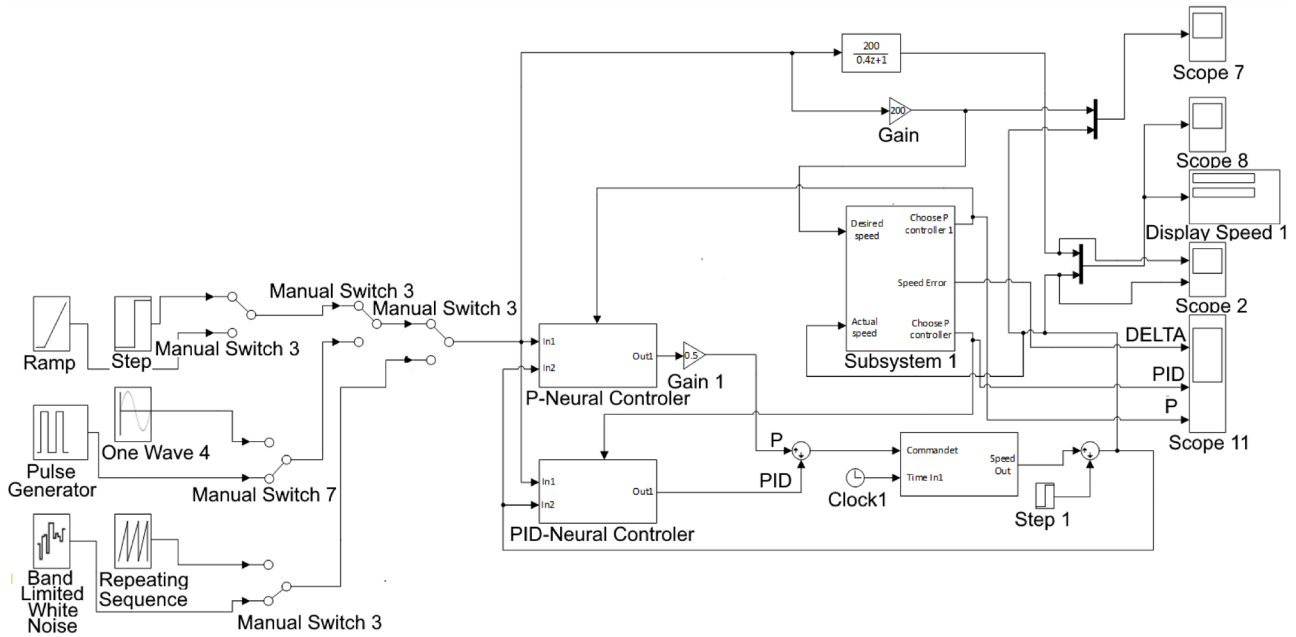 Scope 7
200
0.4z+1
200
Gain
Scope 8
Display Speed 1
Desired
speed
Choose P
controller 1
Speed Error
Actual
speed
Choose P
controller
Subsystem 1
Scope 2
DELTA
PID
P
Scope 11
Manual Switch 3
Manual Switch 3
Manual Switch 3
Ramp
Step
In1
In2
Out1
0.5
Gain 1
P-Neural Controler
One Wave 4
Pulse
Generator
Manual Switch 7
P
PID
In1
In2
Out1
PID-Neural Controler
Commandet
Time In1
Speed
Out
Clock1
Step 1
Band
Limited
White
Noise
Repeating
Sequence
Manual Switch 3